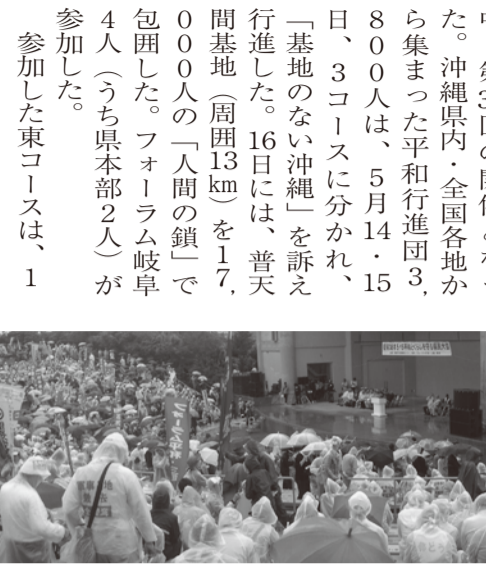 た。沖縄県内・全国各地か
ら集まった平和行進団3,
800人は、5月14・15
日、3コースに分かれ、
「基地のない沖縄」を訴え
行進した。16日には、普天
間基地（周囲13km）を17,
000人の「人間の鎖」で
包囲した。フォーラム岐阜
4人（うち県本部2人）が
参加した。
　参加した東コースは、1